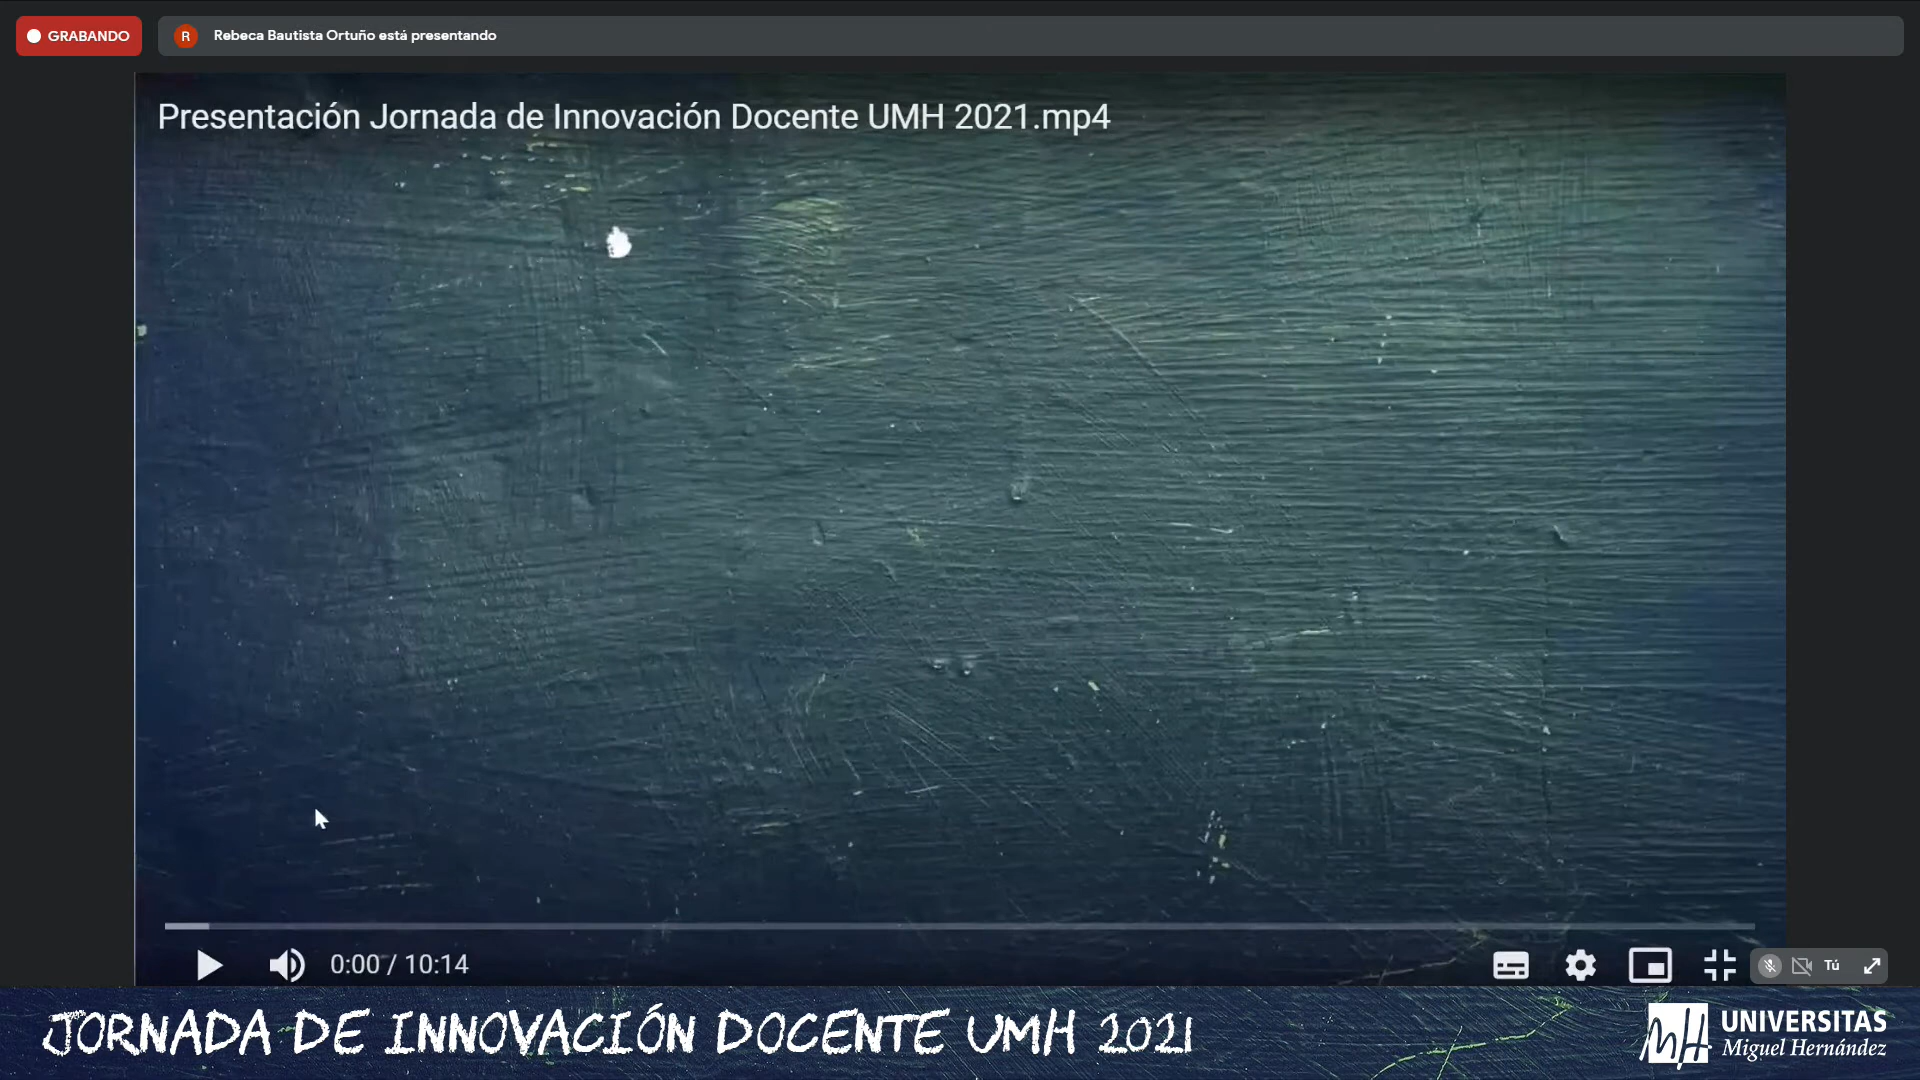 GRABANDO
R Rebeca Bautista Ortuño está presentando
Presentación Jornada de Innovación Docente UMH 2021.mp4
0:00 / 10:14
Tú
JORNADA DE INNOVACIÓN DOCENTE UMH 2021
UNIVERSITAS
Miguel Hernández